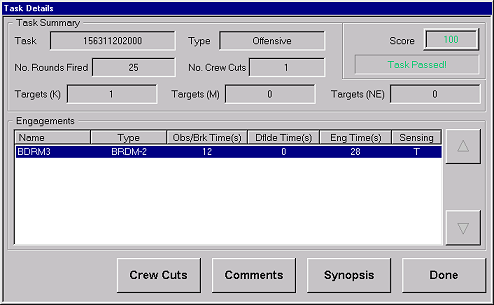 Task Details
Task Summary
Task 156311202000 Type Offensive Score 100
No. Rounds Fired 25 No. Crew Cuts 1 Task Passed!
Targets (K) 1 Targets (M) 0 Targets (NE) 0
Engagements
Name Type Obs/Brk Time(s) Dflde Time(s) Eng Time(s) Sensing
BDRM3 BRDM-2 12 0 28 T
Crew Cuts Comments Synopsis Done